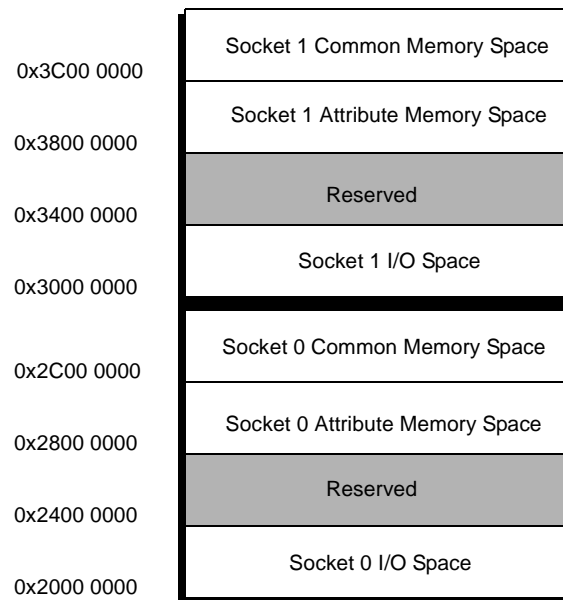 Socket 1 Common Memory Space
0x3C00 0000
Socket 1 Attribute Memory Space
0x3800 0000
Reserved
0x3400 0000
Socket 1 I/O Space
0x3000 0000
Socket 0 Common Memory Space
0x2C00 0000
Socket 0 Attribute Memory Space
0x2800 0000
Reserved
0x2400 0000
Socket 0 I/O Space
0x2000 0000